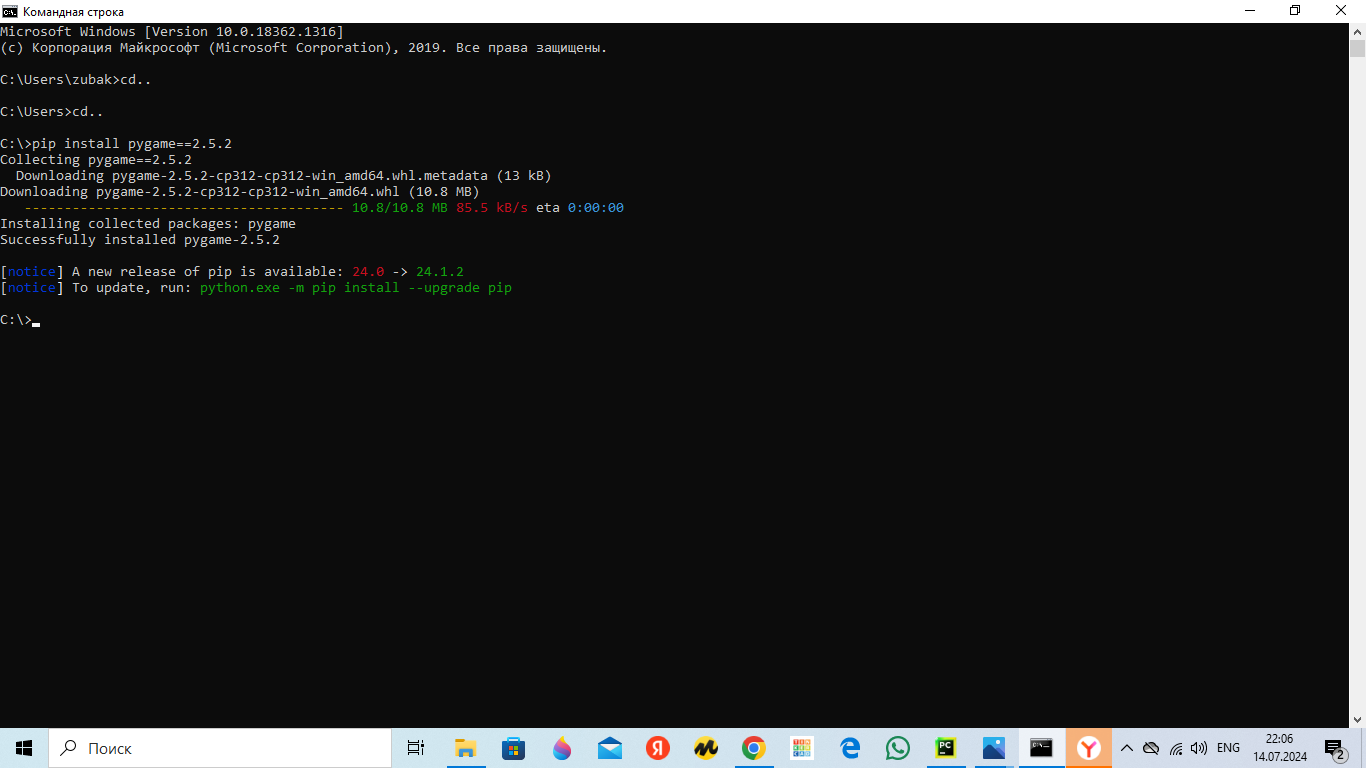 Командная строка
Microsoft Windows [Version 10.0.18362.1316]
(c) Корпорация Майкрософт (Microsoft Corporation), 2019. Все права защищены.
C:\Users\zubak>cd..
C:\Users>cd..
C:\>pip install pygame==2.5.2
Collecting pygame==2.5.2
  Downloading pygame-2.5.2-cp312-cp312-win_amd64.whl.metadata (13 kB)
Downloading pygame-2.5.2-cp312-cp312-win_amd64.whl (10.8 MB)
   ---------------------------------------- 10.8/10.8 MB 85.5 kB/s eta 0:00:00
Installing collected packages: pygame
Successfully installed pygame-2.5.2
[notice] A new release of pip is available: 24.0 -> 24.1.2
[notice] To update, run: python.exe -m pip install --upgrade pip
C:\>
Поиск
ENG
22:06
14.07.2024
2